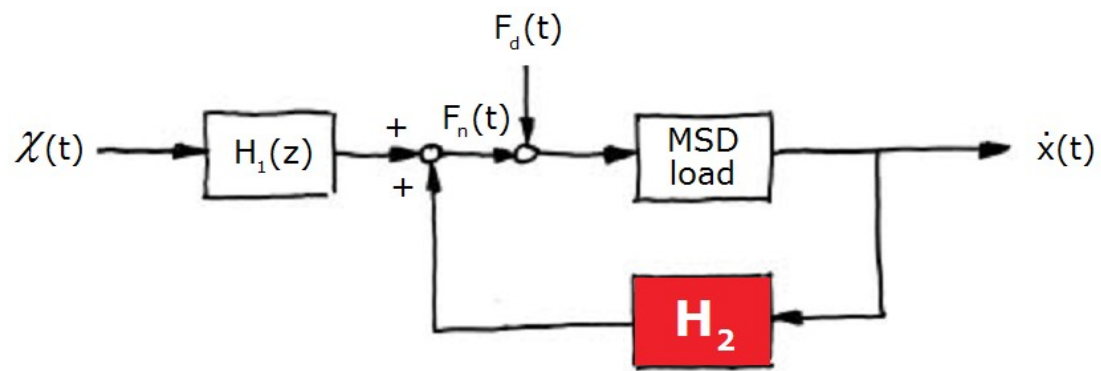 F_d(t)
χ(t)
H_1(z)
+
F_n(t)
MSD
load
ẋ(t)
+
H_2